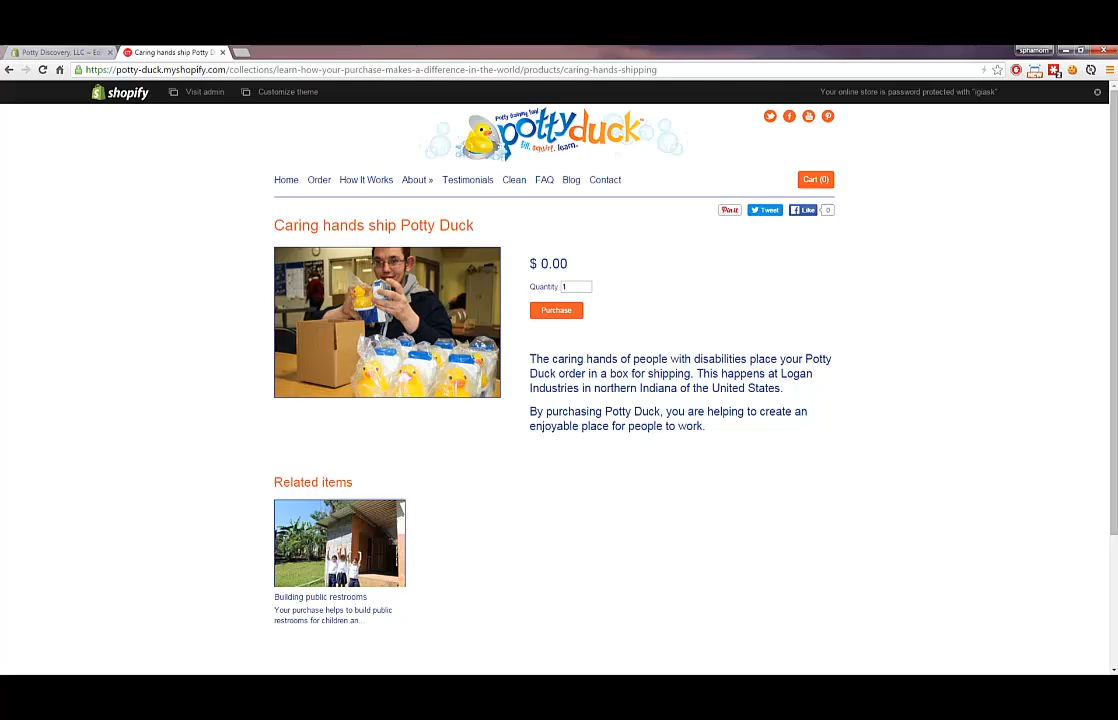 Potty Discovery, LLC ~ Ed
Caring hands ship Potty D
sphamom
https://potty-duck.myshopify.com/collections/learn-how-your-purchase-makes-a-difference-in-the-world/products/caring-hands-shipping
shopify
Visit admin
Customize theme
Your online store is password protected with "igiask"
Potty training tool
pottyduck
fill. squirt. learn.
Home
Order
How It Works
About »
Testimonials
Clean
FAQ
Blog
Contact
Cart (0)
Pin it
Tweet
Like
0
Caring hands ship Potty Duck
$ 0.00
Quantity 1
Purchase
The caring hands of people with disabilities place your Potty
Duck order in a box for shipping. This happens at Logan
Industries in northern Indiana of the United States.
By purchasing Potty Duck, you are helping to create an
enjoyable place for people to work.
Related items
Building public restrooms
Your purchase helps to build public
restrooms for children an...